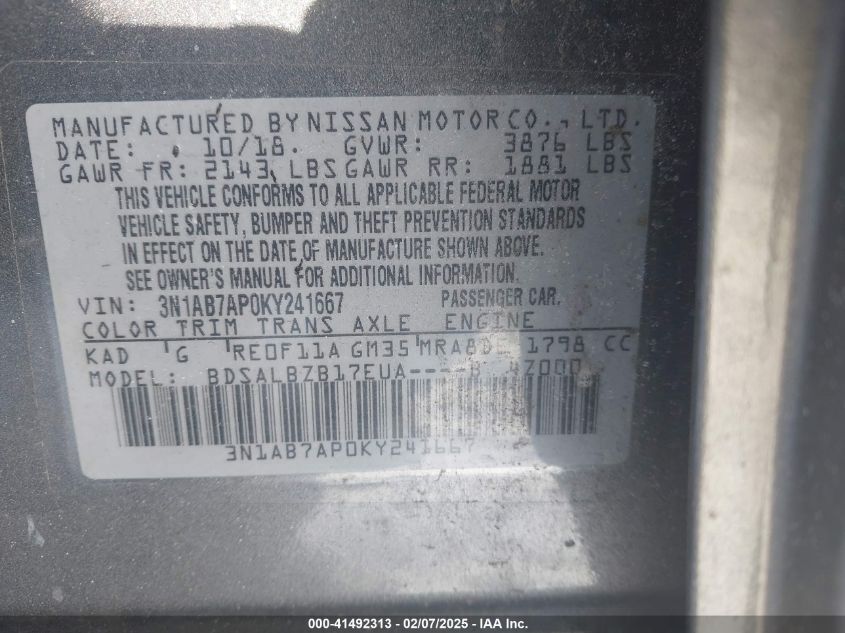 MANUFACTURED BY NISSAN MOTOR CO., LTD.
DATE: 10/18. GVWR: 3876 LBS
GAWR FR: 2143 LBS GAWR RR: 1881 LBS
THIS VEHICLE CONFORMS TO ALL APPLICABLE FEDERAL MOTOR
VEHICLE SAFETY, BUMPER AND THEFT PREVENTION STANDARDS
IN EFFECT ON THE DATE OF MANUFACTURE SHOWN ABOVE.
SEE OWNER'S MANUAL FOR ADDITIONAL INFORMATION.
VIN: 3N1AB7AP0KY241667 PASSENGER CAR.
COLOR TRIM TRANS AXLE ENGINE
KAD G RE0F11A GM35 MRA8D 1798 CC
MODEL: BDSALBZB17EUA---
3N1AB7AP0KY241667
000-41492313 - 02/07/2025 - IAA Inc.